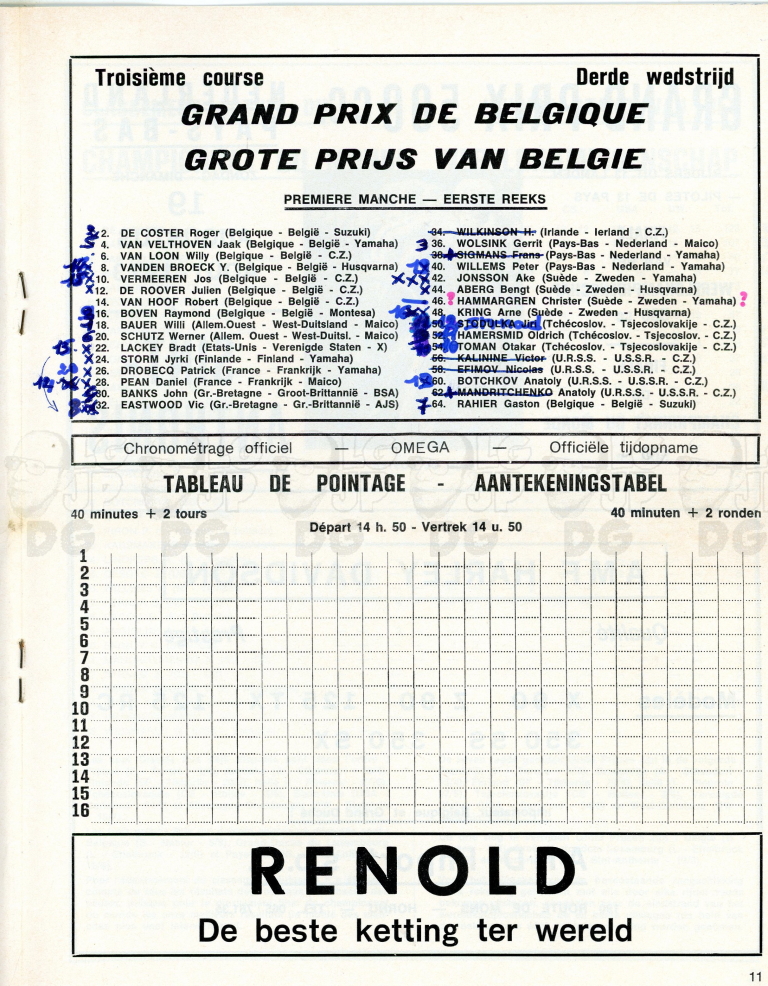 Troisième course Derde wedstrijd
GRAND PRIX DE BELGIQUE
GROTE PRIJS VAN BELGIE
PREMIERE MANCHE — EERSTE REEKS
2. DE COSTER Roger (Belgique - België - Suzuki)
4. VAN VELTHOVEN Jaak (Belgique - België - Yamaha)
6. VAN LOON Willy (Belgique - België - C.Z.)
8. VANDEN BROECK Y. (Belgique - België - Husqvarna)
10. VERMEEREN Jos (Belgique - België - C.Z.)
12. DE ROOVER Julien (Belgique - België - C.Z.)
14. VAN HOOF Robert (Belgique - België - C.Z.)
16. BOVEN Raymond (Belgique - België - Montesa)
18. BAUER Willi (Allem.Ouest - West-Duitsland - Maico)
20. SCHUTZ Werner (Allem. Ouest - West-Duitsl. - Maico)
22. LACKEY Bradt (Etats-Unis - Verenigde Staten - X)
24. STORM Jyrki (Finlande - Finland - Yamaha)
26. DROBECQ Patrick (France - Frankrijk - Yamaha)
28. PEAN Daniel (France - Frankrijk - Maico)
30. BANKS John (Gr.-Bretagne - Groot-Brittannië - BSA)
32. EASTWOOD Vic (Gr.-Bretagne - Gr.-Brittannië - AJS)
34. WILKINSON H. (Irlande - Ierland - C.Z.)
36. WOLSINK Gerrit (Pays-Bas - Nederland - Maico)
38. SIGMANS Frans (Pays-Bas - Nederland - Yamaha)
40. WILLEMS Peter (Pays-Bas - Nederland - Yamaha)
42. JONSSON Ake (Suède - Zweden - Yamaha)
44. ABERG Bengt (Suède - Zweden - Husqvarna)
46. ? HAMMARGREN Christer (Suède - Zweden - Yamaha) ?
48. KRING Arne (Suède - Zweden - Husqvarna)
STODULKA Jiri (Tchécoslov. - Tsjecoslovakije - C.Z.)
HAMERSMID Oldrich (Tchécoslov. - Tsjecoslov. - C.Z.)
TOMAN Otakar (Tchécoslov. - Tsjecoslovakije - C.Z.)
56. KALININE Victor (U.R.S.S. - U.S.S.R. - C.Z.)
58. EFIMOV Nicolas (U.R.S.S. - U.S.S.R. - C.Z.)
60. BOTCHKOV Anatoly (U.R.S.S. - U.S.S.R. - C.Z.)
62. MANDRITCHENKO Anatoly (U.R.S.S. - U.S.S.R. - C.Z.)
64. RAHIER Gaston (Belgique - België - Suzuki)
Chronométrage officiel — OMEGA — Officiële tijdopname
TABLEAU DE POINTAGE - AANTEKENINGSTABEL
40 minutes + 2 tours 40 minuten + 2 ronden
Départ 14 h. 50 - Vertrek 14 u. 50
1
2
3
4
5
6
7
8
9
10
11
12
13
14
15
16
RENOLD
De beste ketting ter wereld
11